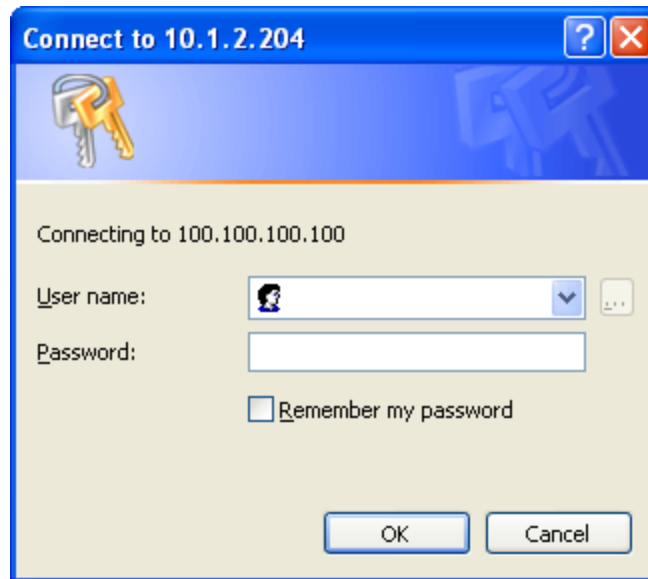 Connect to 10.1.2.204
?
Connecting to 100.100.100.100
User name:
...
Password:
Remember my password
OK Cancel